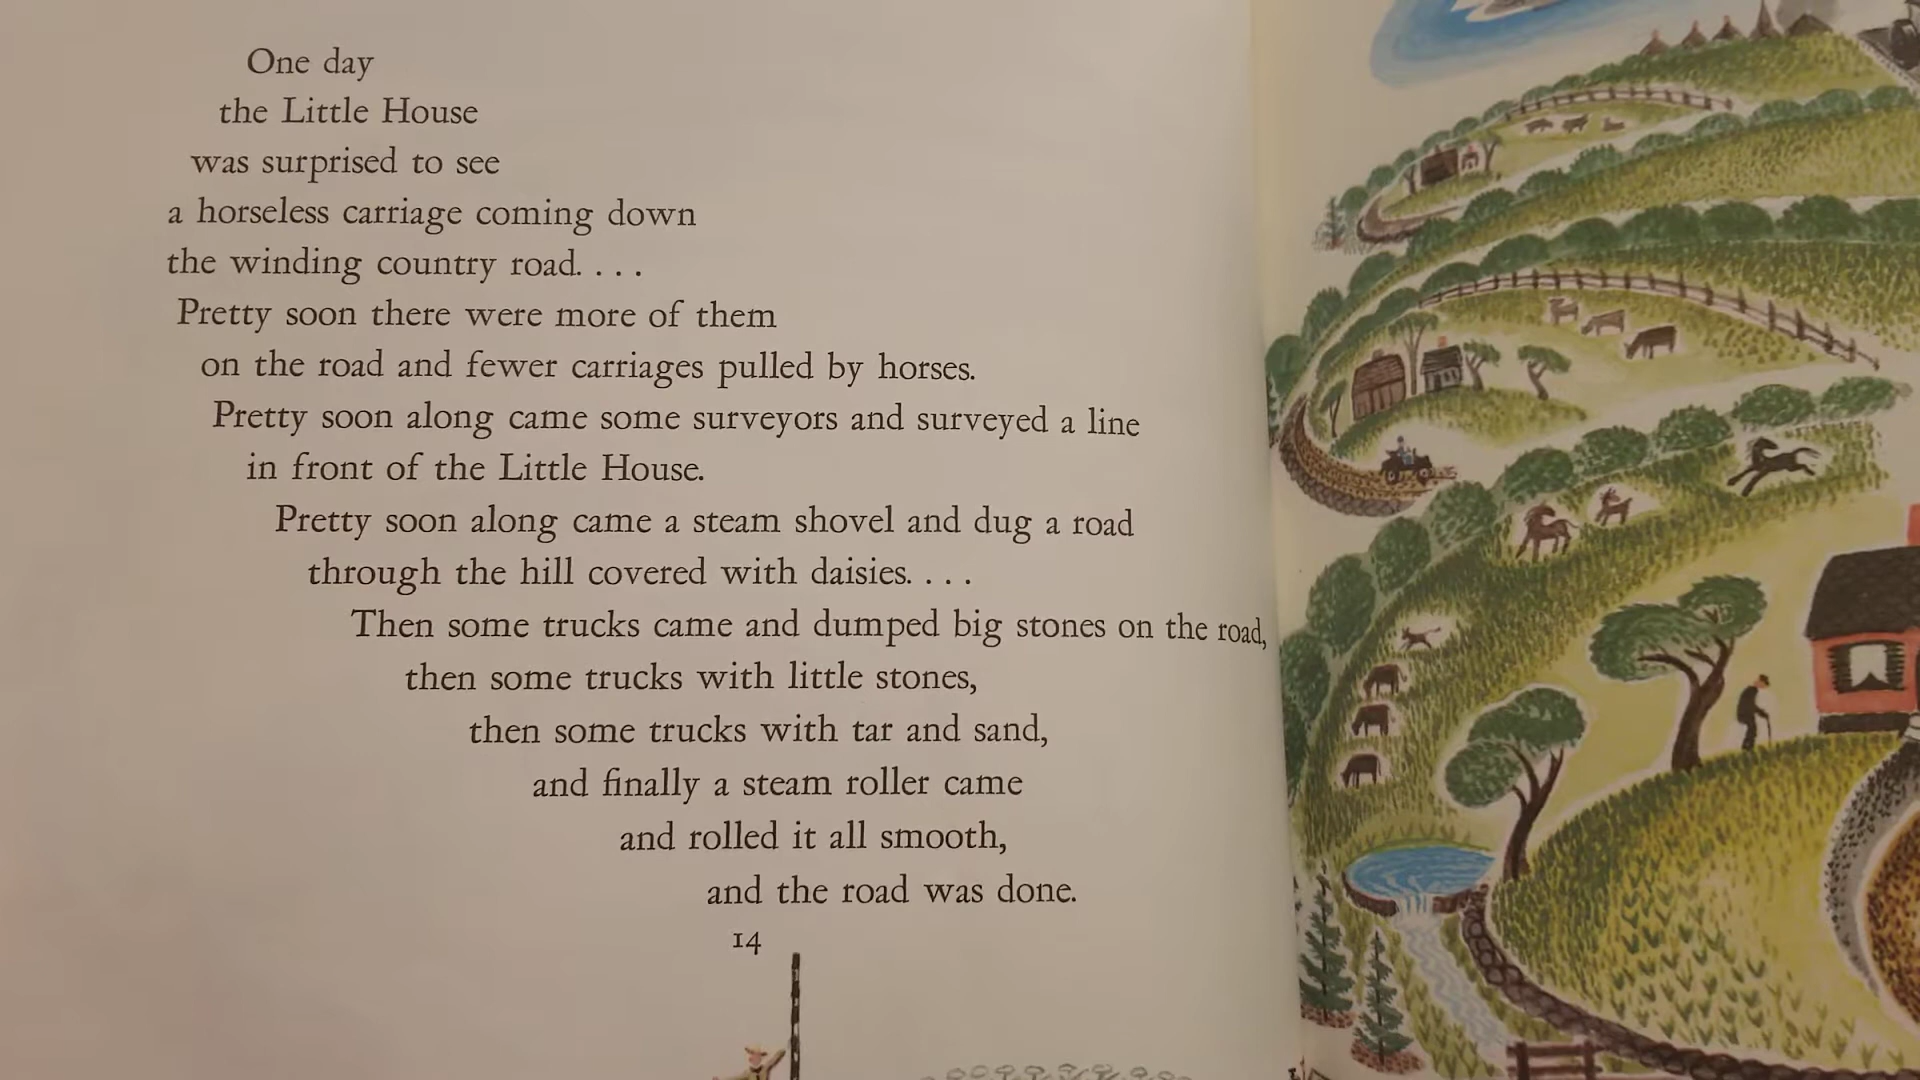 One day
the Little House
was surprised to see
a horseless carriage coming down
the winding country road. . . .
Pretty soon there were more of them
on the road and fewer carriages pulled by horses.
Pretty soon along came some surveyors and surveyed a line
in front of the Little House.
Pretty soon along came a steam shovel and dug a road
through the hill covered with daisies. . . .
Then some trucks came and dumped big stones on the road,
then some trucks with little stones,
then some trucks with tar and sand,
and finally a steam roller came
and rolled it all smooth,
and the road was done.
14